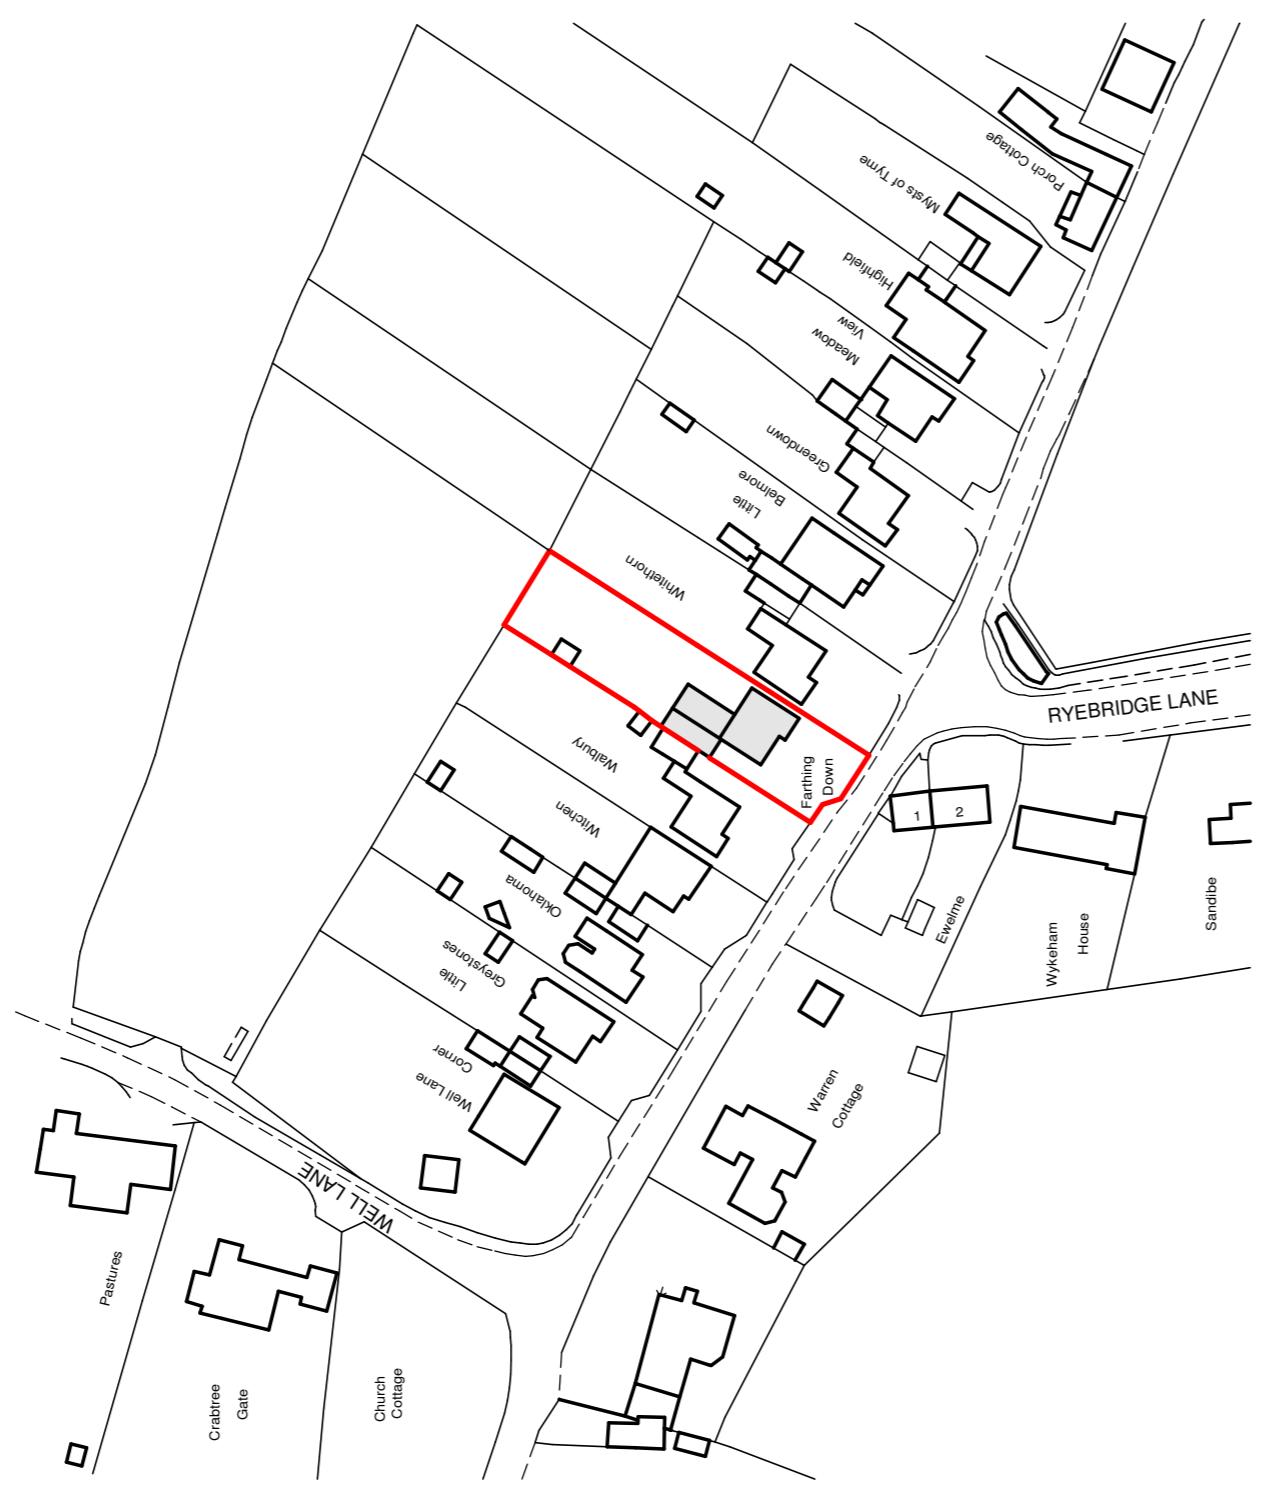 Porch Cottage
Mysts of Tyme
Highfield
Meadow
View
Greendown
Little
Belmore
Whitethorn
RYEBRIDGE LANE
Farthing
Down
Walbury
Witchen
1
2
Oklahoma
Little
Greystones
Ewelme
Wykeham
House
Sandibe
Corner
Well Lane
Warren
Cottage
WELL LANE
Pastures
Crabtree
Gate
Church
Cottage